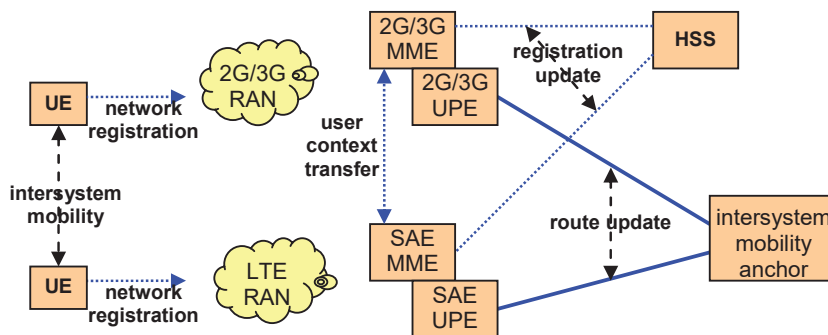 2G/3G
MME
HSS
registration
update
2G/3G
RAN
2G/3G
UPE
UE
network
registration
user
context
transfer
intersystem
mobility
route update
intersystem
mobility
anchor
SAE
MME
LTE
RAN
UE
network
registration
SAE
UPE